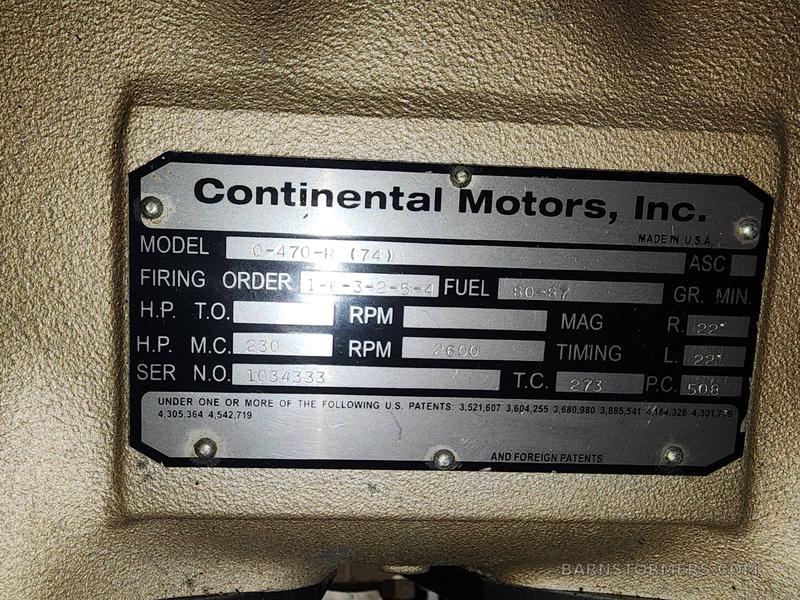 Continental Motors, Inc.
MADE IN U.S.A.
MODEL O-470-R (74) ASC
FIRING ORDER 1-6-3-2-5-4 FUEL 80-87 GR. MIN.
H.P. T.O. RPM MAG R. 22°
H.P. M.C. 230 RPM 2600 TIMING L. 22°
SER N.O. 1034333 T.C. 273 P.C. 508
UNDER ONE OR MORE OF THE FOLLOWING U.S. PATENTS: 3,521,607 3,604,255 3,680,980 3,885,541 4,184,328 4,301,779
4,305,364 4,542,719
AND FOREIGN PATENTS
BARNSTORMERS.COM